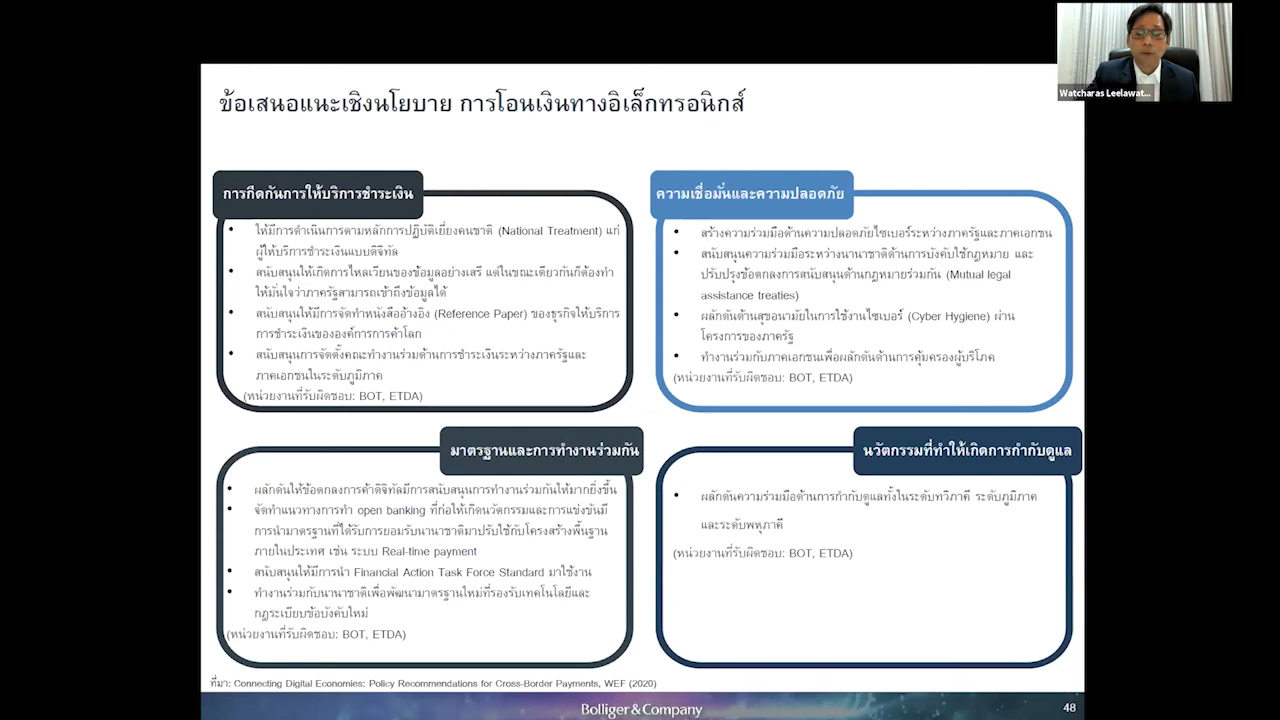 Watcharas Leelawat...
ข้อเสนอแนะเชิงนโยบาย การโอนเงินทางอิเล็กทรอนิกส์
การกีดกันการให้บริการชำระเงิน
• ให้มีการดำเนินการตามหลักการปฏิบัติเยี่ยงคนชาติ (National Treatment) แก่
ผู้ให้บริการชำระเงินแบบดิจิทัล
• สนับสนุนให้เกิดการไหลเวียนของข้อมูลอย่างเสรี แต่ในขณะเดียวกันก็ต้องทำ
ให้มั่นใจว่าภาครัฐสามารถเข้าถึงข้อมูลได้
• สนับสนุนให้มีการจัดทำหนังสืออ้างอิง (Reference Paper) ของธุรกิจให้บริการ
การชำระเงินขององค์การการค้าโลก
• สนับสนุนการจัดตั้งคณะทำงานร่วมด้านการชำระเงินระหว่างภาครัฐและ
ภาคเอกชนในระดับภูมิภาค
(หน่วยงานที่รับผิดชอบ: BOT, ETDA)
ความเชื่อมั่นและความปลอดภัย
• สร้างความร่วมมือด้านความปลอดภัยไซเบอร์ระหว่างภาครัฐและภาคเอกชน
• สนับสนุนความร่วมมือระหว่างนานาชาติด้านการบังคับใช้กฎหมาย และ
ปรับปรุงข้อตกลงการสนับสนุนด้านกฎหมายร่วมกัน (Mutual legal
assistance treaties)
• ผลักดันด้านสุขอนามัยในการใช้งานไซเบอร์ (Cyber Hygiene) ผ่าน
โครงการของภาครัฐ
• ทำงานร่วมกับภาคเอกชนเพื่อผลักดันด้านการคุ้มครองผู้บริโภค
(หน่วยงานที่รับผิดชอบ: BOT, ETDA)
มาตรฐานและการทำงานร่วมกัน
• ผลักดันให้ข้อตกลงการค้าดิจิทัลมีการสนับสนุนการทำงานร่วมกันให้มากยิ่งขึ้น
• จัดทำแนวทางการทำ open banking ที่ก่อให้เกิดนวัตกรรมและการแข่งขันมี
การนำมาตรฐานที่ได้รับการยอมรับนานาชาติมาปรับใช้กับโครงสร้างพื้นฐาน
ภายในประเทศ เช่น ระบบ Real-time payment
• สนับสนุนให้มีการนำ Financial Action Task Force Standard มาใช้งาน
• ทำงานร่วมกับนานาชาติเพื่อพัฒนามาตรฐานใหม่ที่รองรับเทคโนโลยีและ
กฎระเบียบข้อบังคับใหม่
(หน่วยงานที่รับผิดชอบ: BOT, ETDA)
นวัตกรรมที่ทำให้เกิดการกำกับดูแล
• ผลักดันความร่วมมือด้านการกำกับดูแลทั้งในระดับทวิภาคี ระดับภูมิภาค
และระดับพหุภาคี
(หน่วยงานที่รับผิดชอบ: BOT, ETDA)
ที่มา: Connecting Digital Economies: Policy Recommendations for Cross-Border Payments, WEF (2020)
Bolliger & Company
48